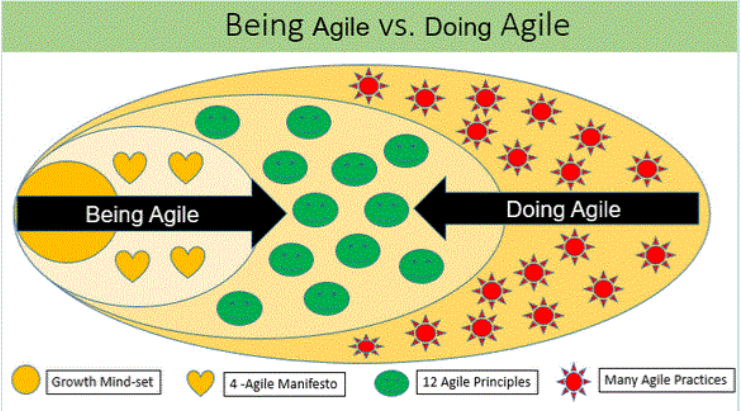 Being Agile vs. Doing Agile
Being Agile
Doing Agile
Growth Mind-set
4 -Agile Manifesto
12 Agile Principles
Many Agile Practices